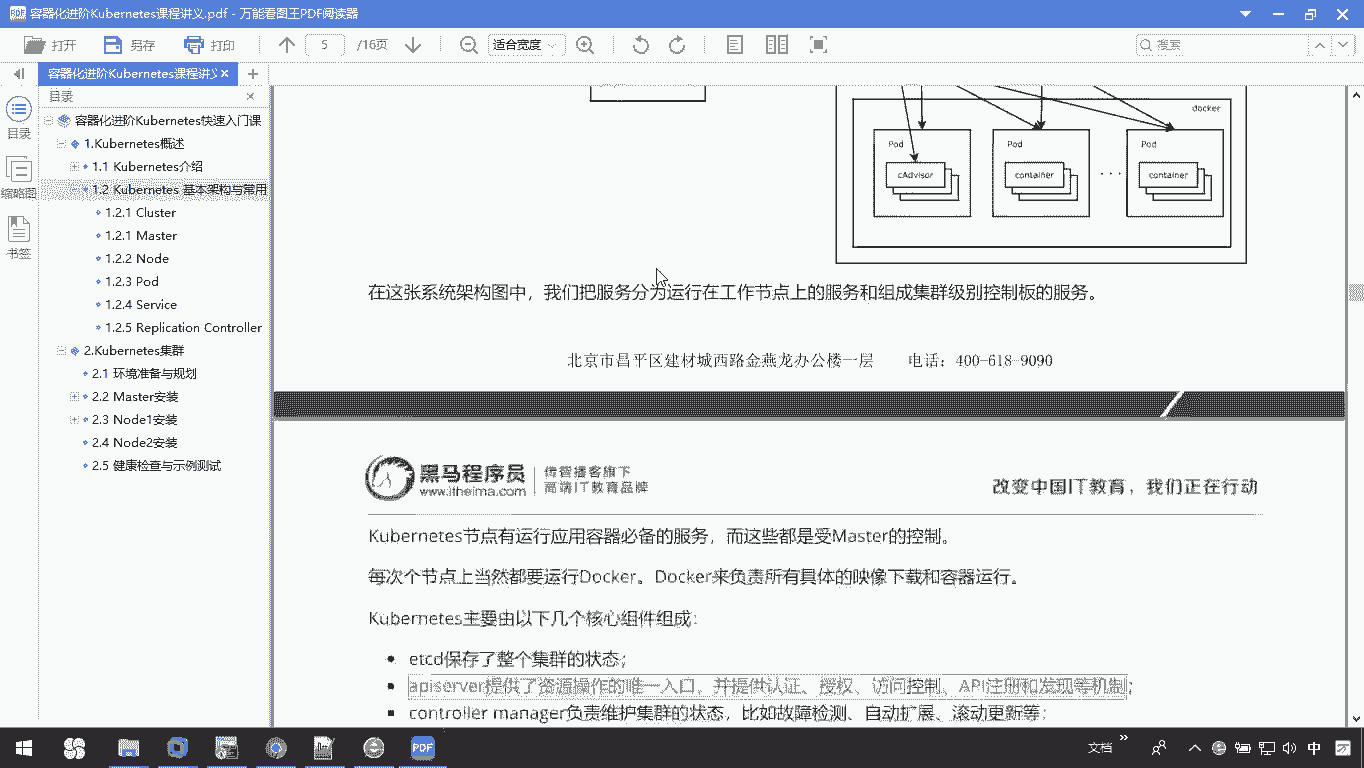 容器化进阶Kubernetes课程讲义.pdf - 万能看图王PDF阅读器
打开 另存 打印 5 /16页 适合宽度 搜索
容器化进阶Kubernetes课程讲义
目录
目录
缩略图
书签
容器化进阶Kubernetes快速入门课
1.Kubernetes概述
1.1 Kubernetes介绍
1.2 Kubernetes 基本架构与常用
1.2.1 Cluster
1.2.1 Master
1.2.2 Node
1.2.3 Pod
1.2.4 Service
1.2.5 Replication Controller
2.Kubernetes集群
2.1 环境准备与规划
2.2 Master安装
2.3 Node1安装
2.4 Node2安装
2.5 健康检查与示例测试
docker
Pod Pod Pod
cAdvisor container ··· container
在这张系统架构图中，我们把服务分为运行在工作节点上的服务和组成集群级别控制板的服务。
北京市昌平区建材城西路金燕龙办公楼一层 电话：400-618-9090
黑马程序员
www.itheima.com
传智播客旗下
高端IT教育品牌
改变中国IT教育，我们正在行动
Kubernetes节点有运行应用容器必备的服务，而这些都是受Master的控制。
每次个节点上当然都要运行Docker。Docker来负责所有具体的映像下载和容器运行。
Kubernetes主要由以下几个核心组件组成：
etcd保存了整个集群的状态；
apiserver提供了资源操作的唯一入口，并提供认证、授权、访问控制、API注册和发现等机制；
controller manager负责维护集群的状态，比如故障检测、自动扩展、滚动更新等；
PDF
文档
中